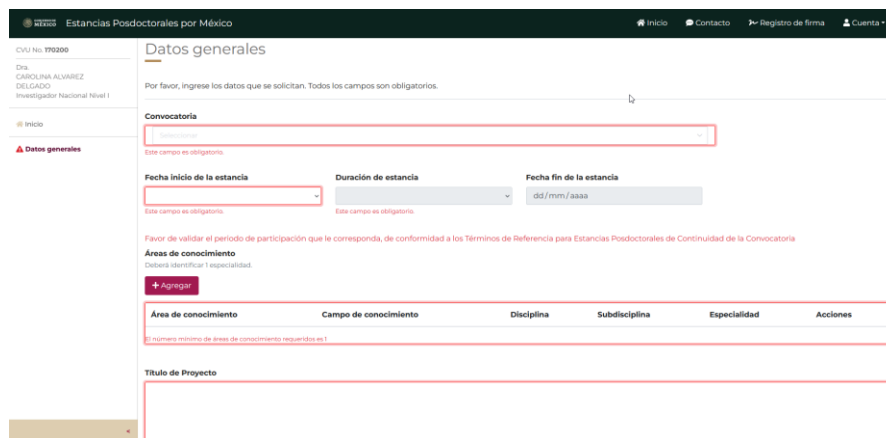 GOBIERNO DE
MÉXICO
Estancias Posdoctorales por México
Inicio
Contacto
Registro de firma
Cuenta
CVU No. 170200
Dra.
CAROLINA ALVAREZ
DELGADO
Investigador Nacional Nivel I
Inicio
Datos generales
Datos generales
Por favor, ingrese los datos que se solicitan. Todos los campos son obligatorios.
Convocatoria
Seleccionar
Este campo es obligatorio.
Fecha inicio de la estancia
Duración de estancia
Fecha fin de la estancia
dd/mm/aaaa
Este campo es obligatorio.
Este campo es obligatorio.
Favor de validar el periodo de participación que le corresponda, de conformidad a los Términos de Referencia para Estancias Posdoctorales de Continuidad de la Convocatoria
Áreas de conocimiento
Deberá identificar 1 especialidad.
+ Agregar
Área de conocimiento Campo de conocimiento Disciplina Subdisciplina Especialidad Acciones
El número mínimo de áreas de conocimiento requeridos es 1
Título de Proyecto